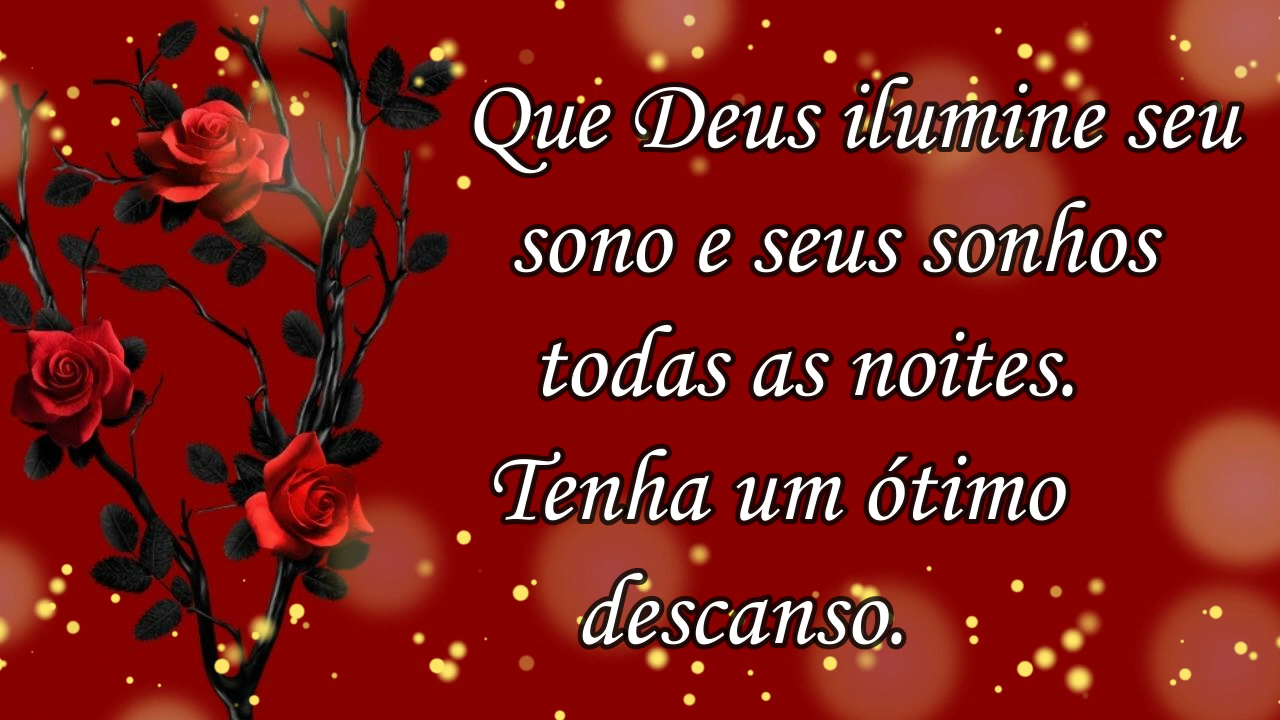 Que Deus ilumine seu
sono e seus sonhos
todas as noites.
Tenha um ótimo
descanso.